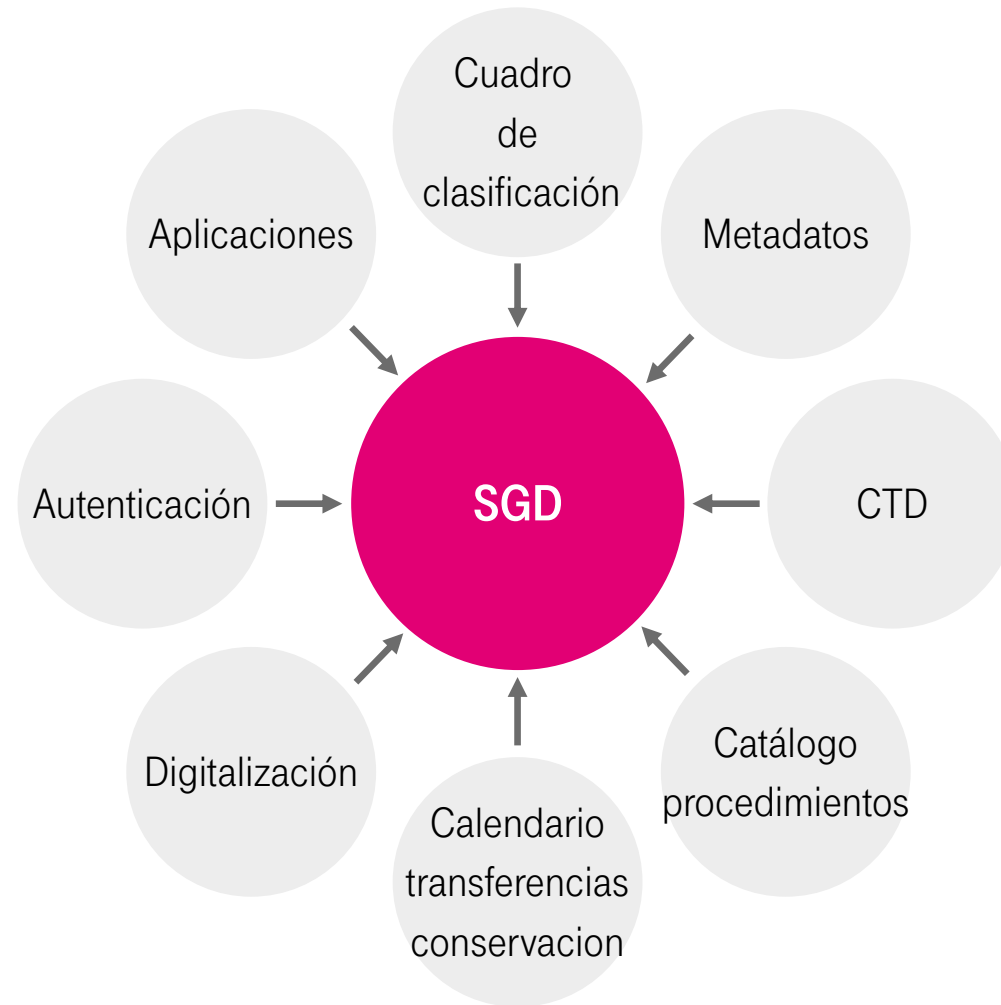 Cuadro
de
clasificación
Aplicaciones
Metadatos
Autenticación
SGD
CTD
Digitalización
Catálogo
procedimientos
Calendario
transferencias
conservacion